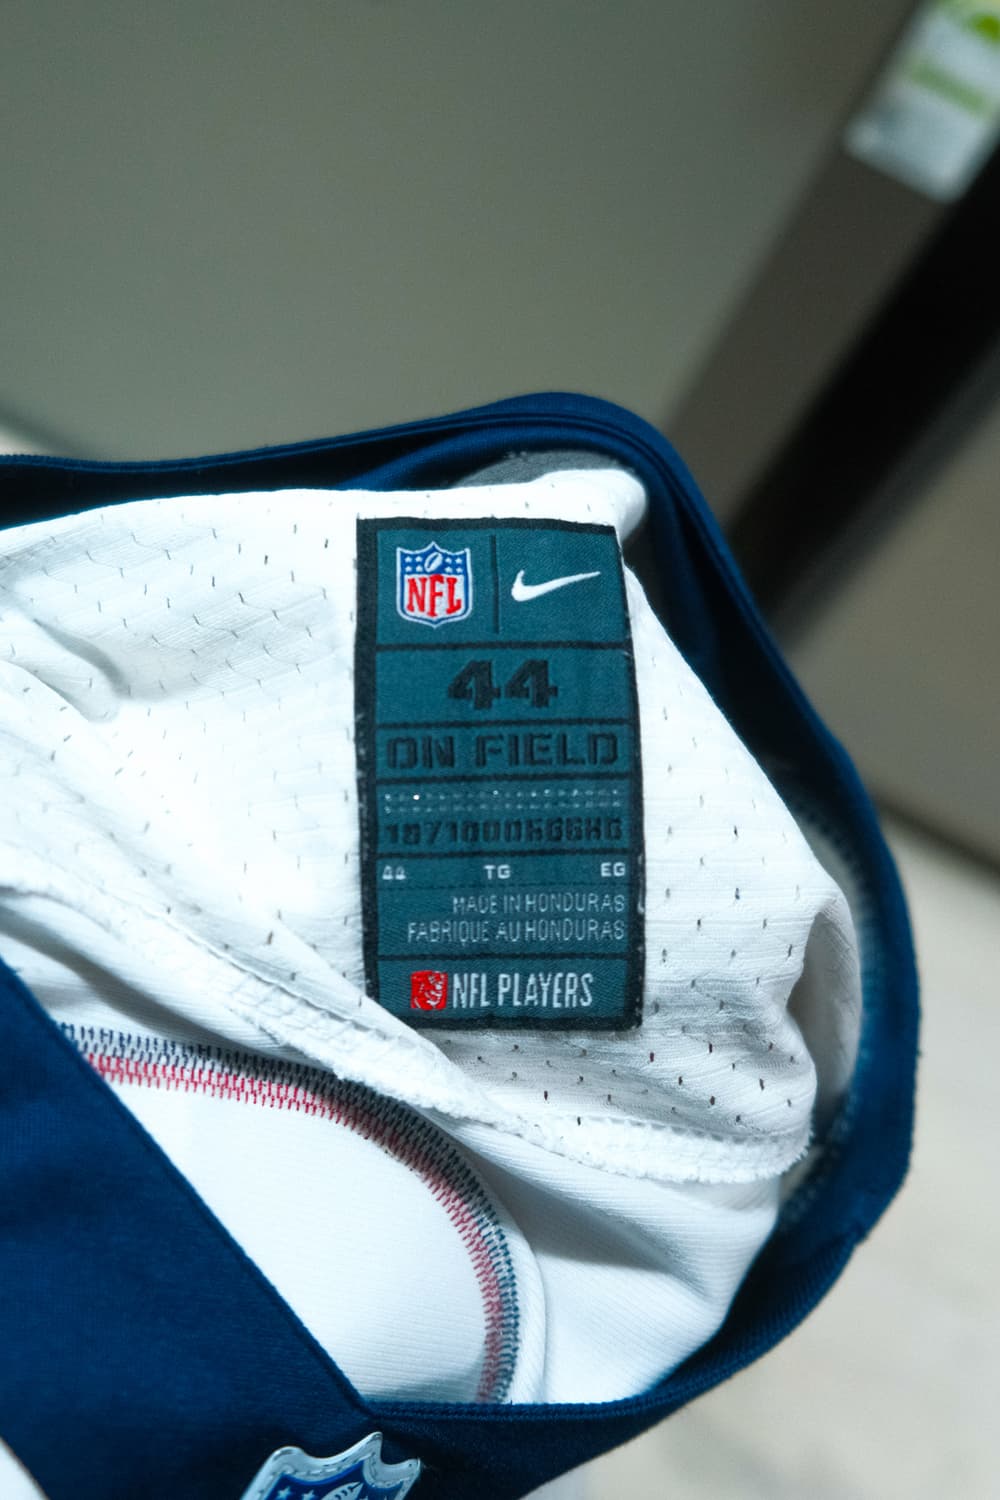 NFL
44
ON FIELD
44 TG EG
MADE IN HONDURAS
FABRIQUE AU HONDURAS
NFL PLAYERS